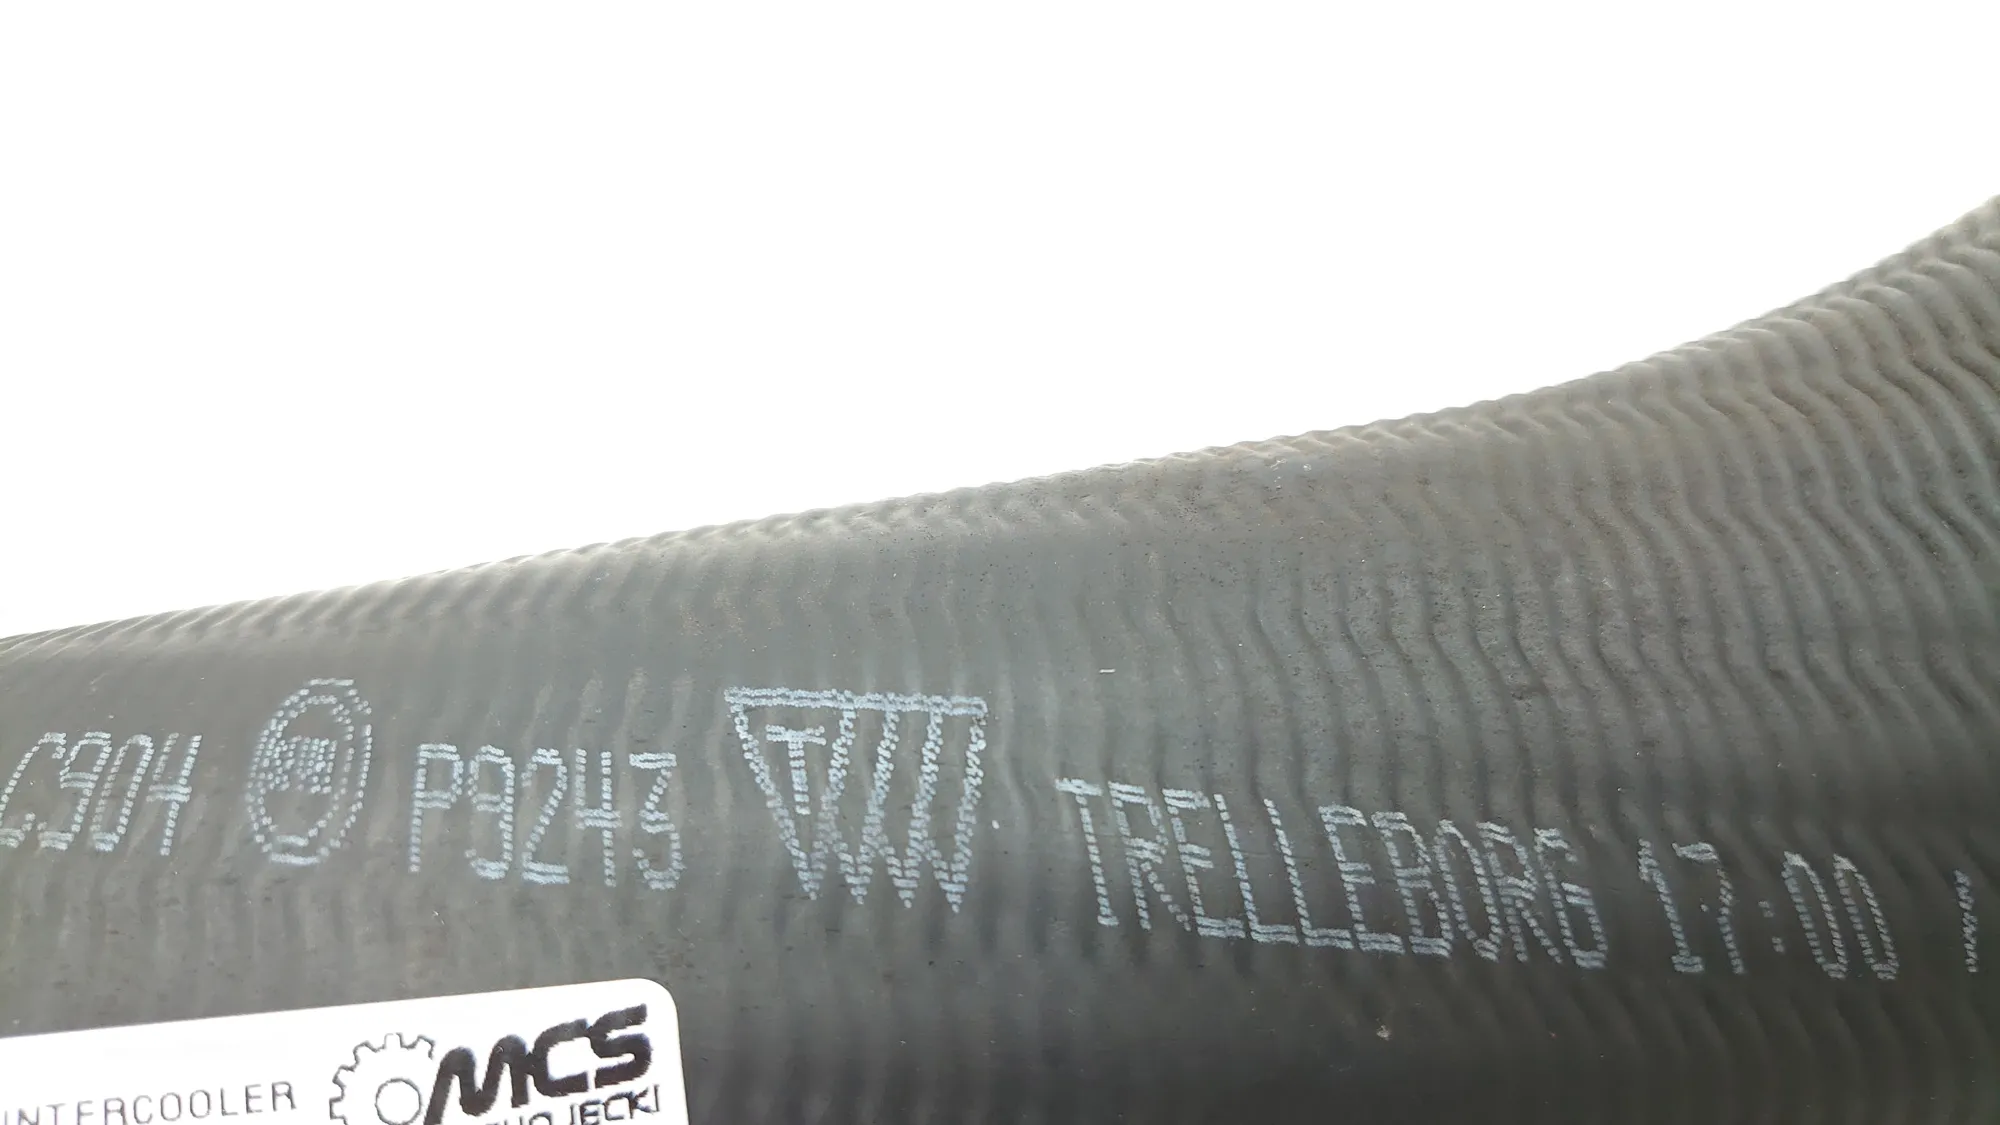 C904 P9243 T TRELLEBORG 17:00
MCS
INTERCOOLER